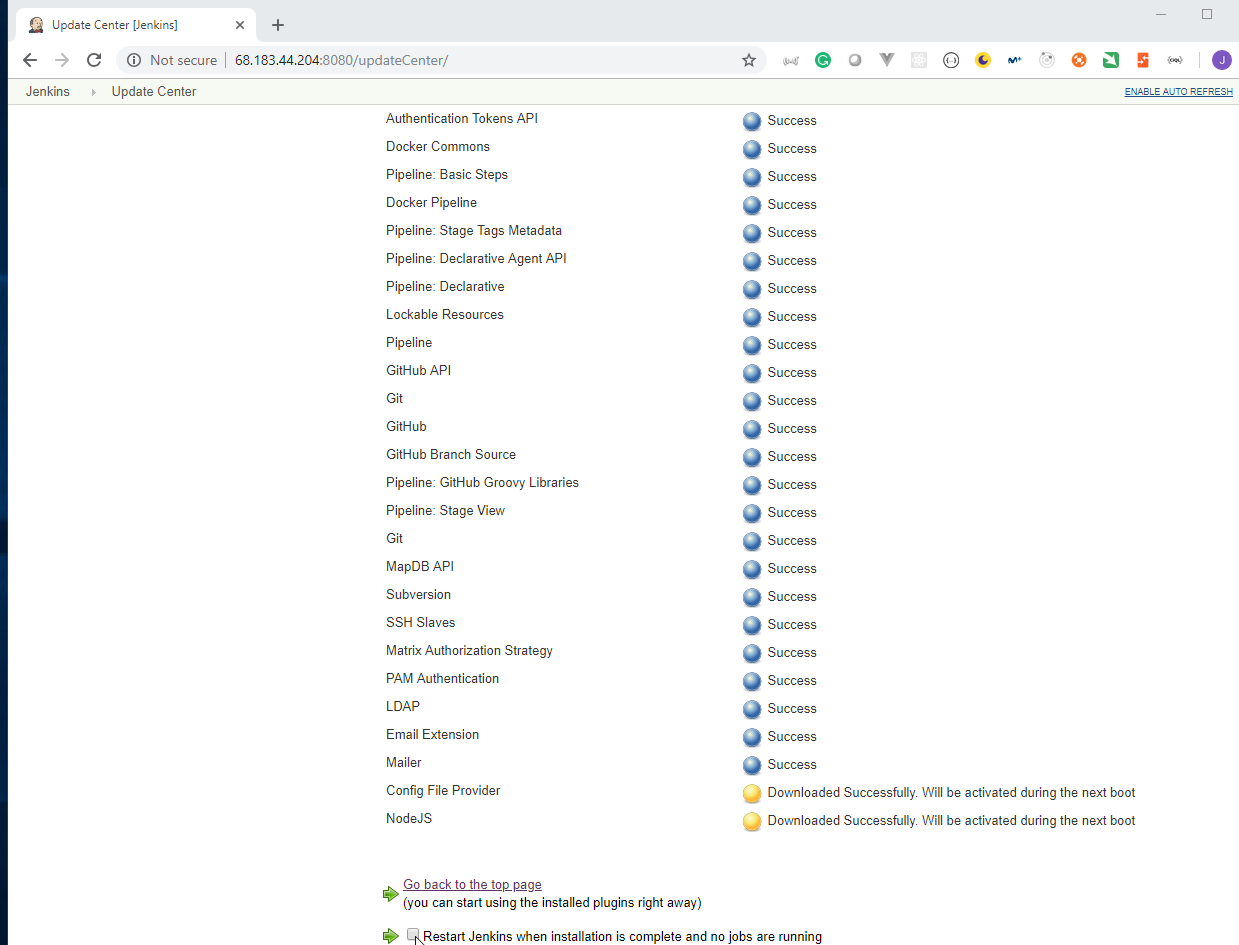 Update Center [Jenkins]
Not secure | 68.183.44.204:8080/updateCenter/
Jenkins Update Center ENABLE AUTO REFRESH
Authentication Tokens API Success
Docker Commons Success
Pipeline: Basic Steps Success
Docker Pipeline Success
Pipeline: Stage Tags Metadata Success
Pipeline: Declarative Agent API Success
Pipeline: Declarative Success
Lockable Resources Success
Pipeline Success
GitHub API Success
Git Success
GitHub Success
GitHub Branch Source Success
Pipeline: GitHub Groovy Libraries Success
Pipeline: Stage View Success
Git Success
MapDB API Success
Subversion Success
SSH Slaves Success
Matrix Authorization Strategy Success
PAM Authentication Success
LDAP Success
Email Extension Success
Mailer Success
Config File Provider Downloaded Successfully. Will be activated during the next boot
NodeJS Downloaded Successfully. Will be activated during the next boot
Go back to the top page
(you can start using the installed plugins right away)
Restart Jenkins when installation is complete and no jobs are running